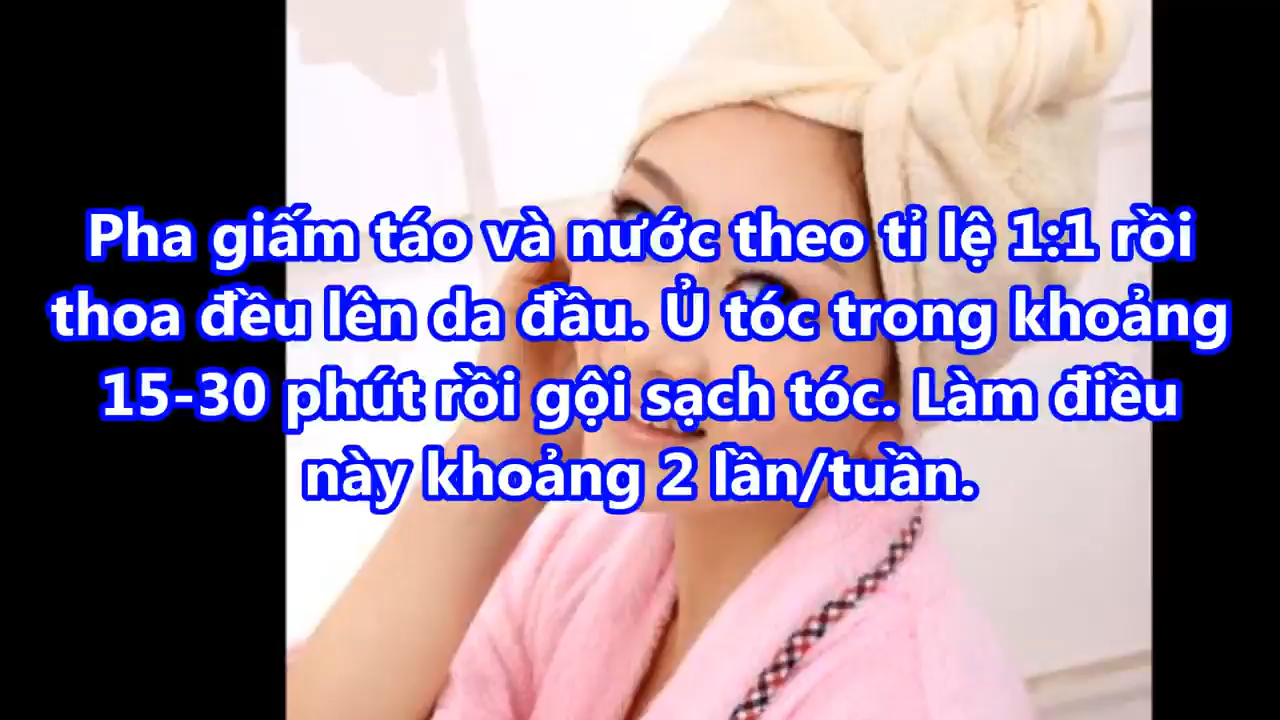 Pha giấm táo và nước theo tỉ lệ 1:1 rồi
thoa đều lên da đầu. Ủ tóc trong khoảng
15-30 phút rồi gội sạch tóc. Làm điều
này khoảng 2 lần/tuần.